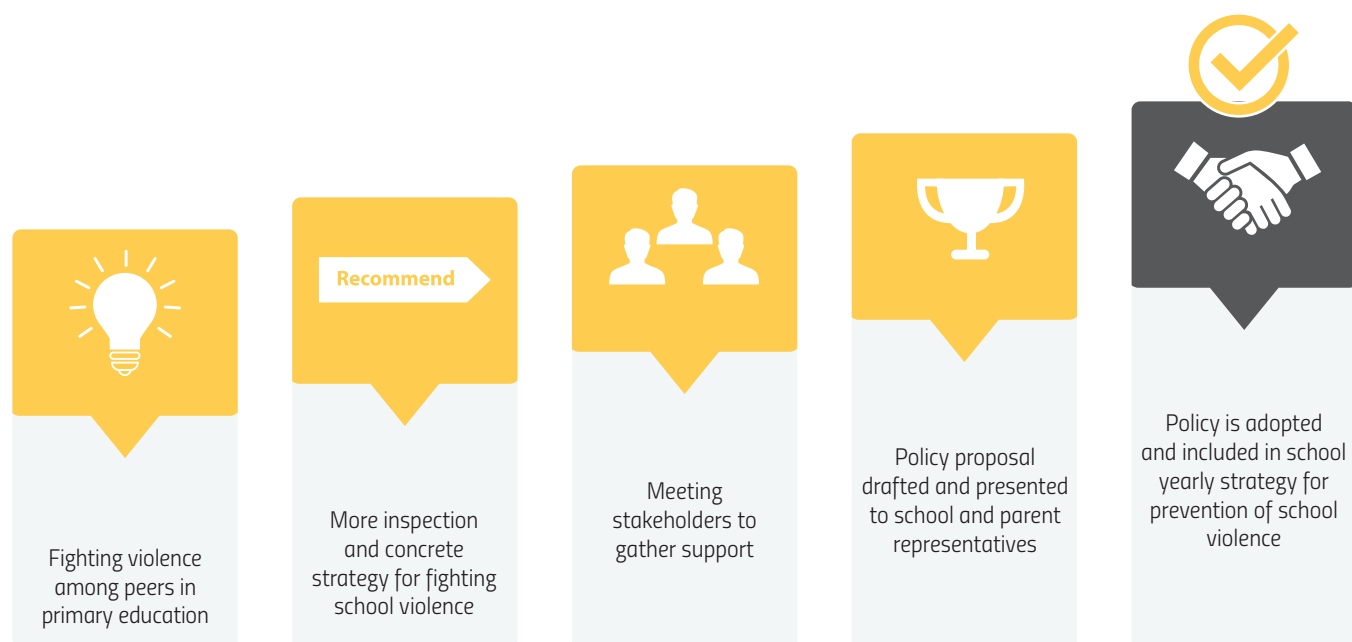 Recommend
Fighting violence
among peers in
primary education
More inspection
and concrete
strategy for fighting
school violence
Meeting
stakeholders to
gather support
Policy proposal
drafted and presented
to school and parent
representatives
Policy is adopted
and included in school
yearly strategy for
prevention of school
violence